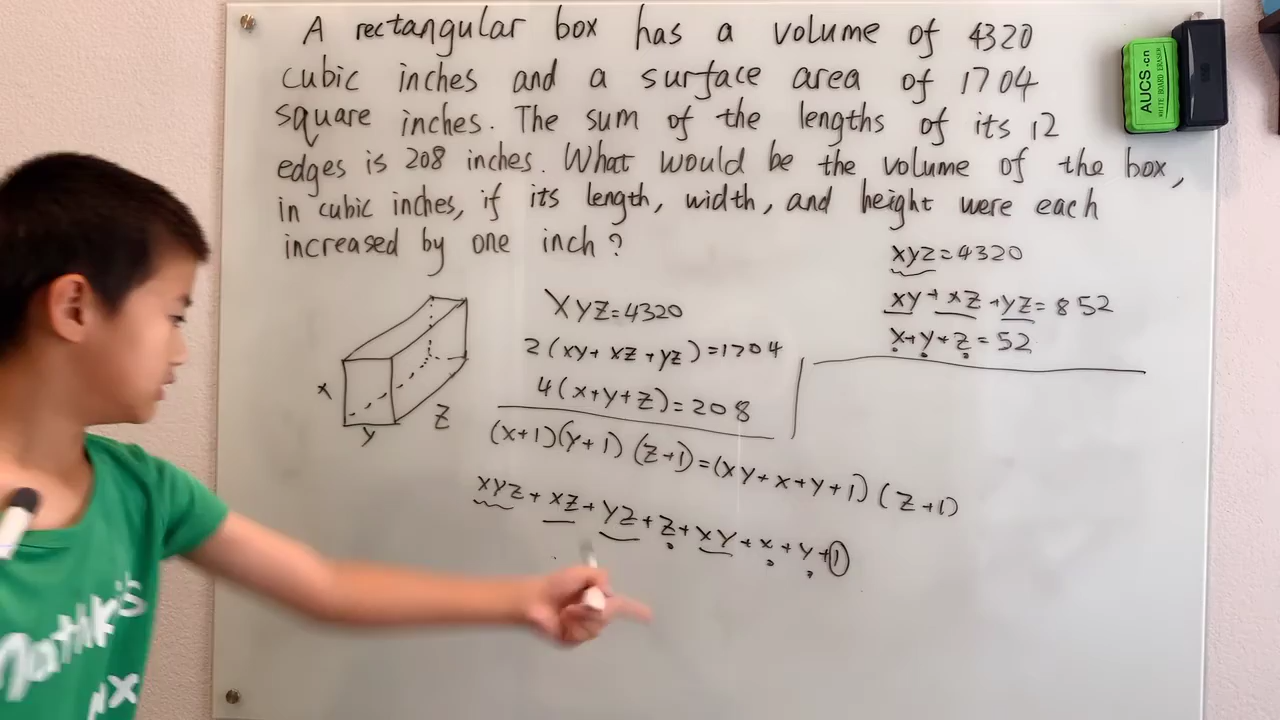 A rectangular box has a volume of 4320
cubic inches and a surface area of 1704
square inches. The sum of the lengths of its 12
edges is 208 inches. What would be the volume of the box,
in cubic inches, if its length, width, and height were each
increased by one inch?
xyz=4320
xy+xz+yz=852
x+y+z=52
XYZ=4320
2(xy+xz+yz)=1704
4(x+y+z)=208
x
y
z
(x+1)(y+1)(z+1)=(xy+x+y+1)(z+1)
xyz+xz+yz+z+xy+x+y+1
AUCS.cn
WHITE BOARD ERASER